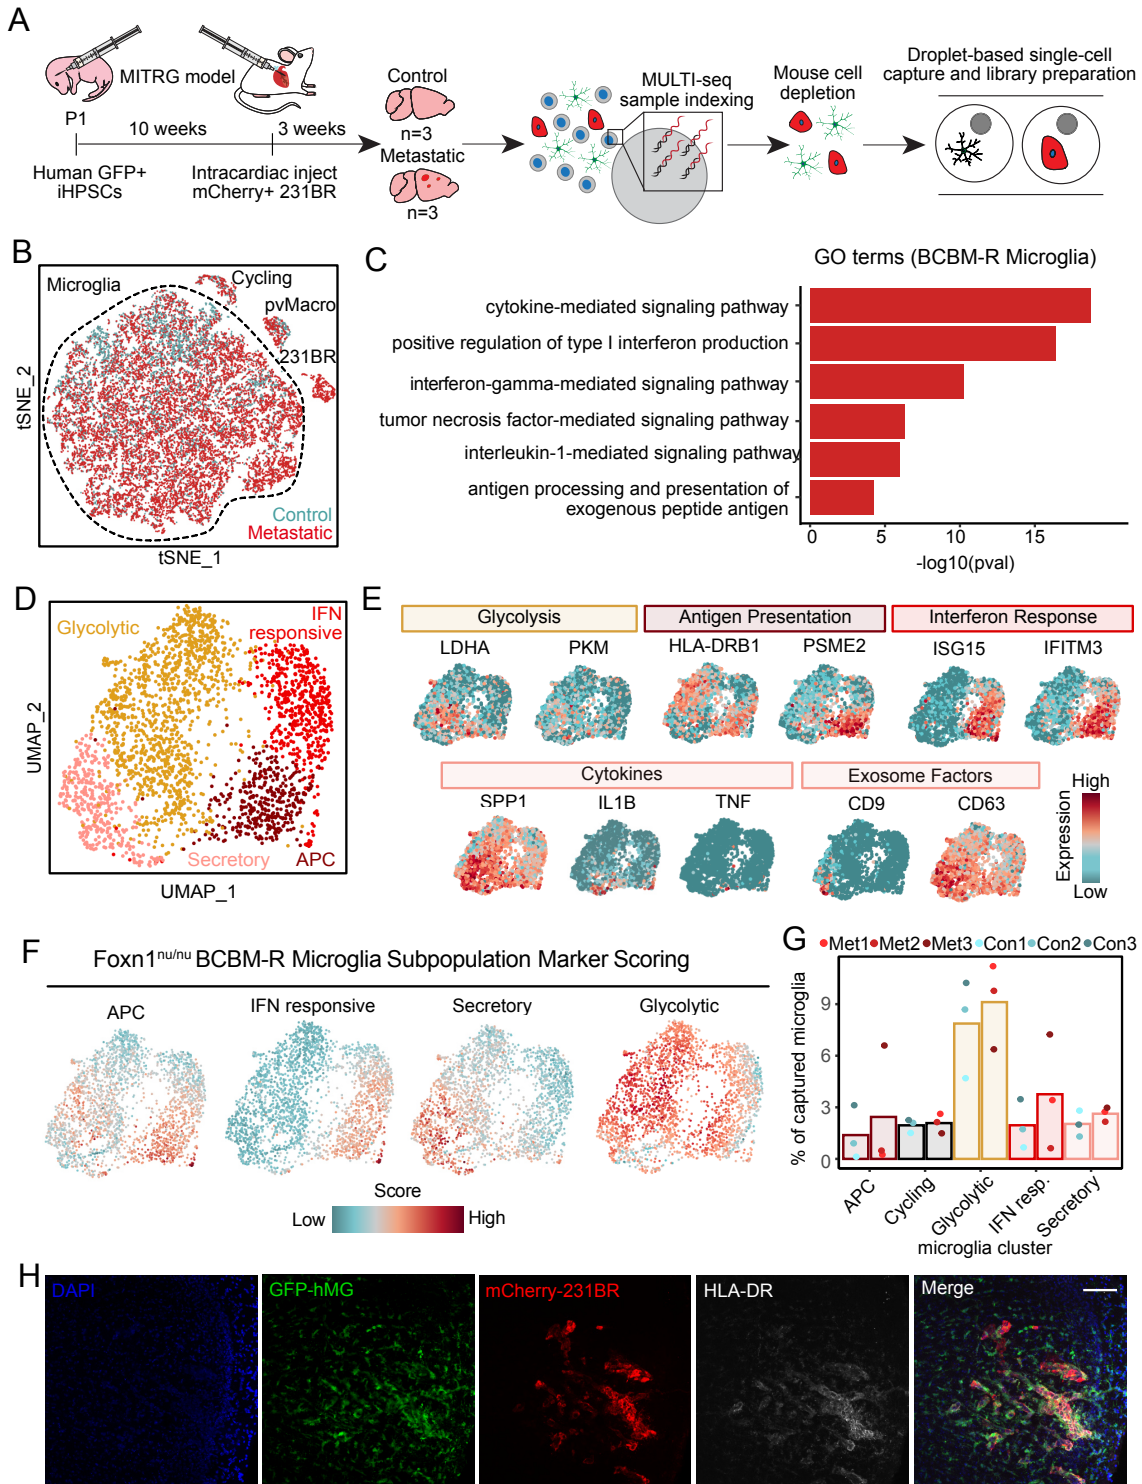 A
MITRG model
P1
10 weeks
3 weeks
Human GFP+
iHPSCs
Intracardiac inject
mCherry+ 231BR
Control
n=3
Metastatic
n=3
MULTI-seq
sample indexing
Mouse cell
depletion
Droplet-based single-cell
capture and library preparation
B
Microglia
Cycling
pvMacro
231BR
Control
Metastatic
tSNE_2
tSNE_1
C
GO terms (BCBM-R Microglia)
cytokine-mediated signaling pathway
positive regulation of type I interferon production
interferon-gamma-mediated signaling pathway
tumor necrosis factor-mediated signaling pathway
interleukin-1-mediated signaling pathway
antigen processing and presentation of
exogenous peptide antigen
0 5 10 15
-log10(pval)
D
Glycolytic
IFN
responsive
Secretory
APC
UMAP_2
UMAP_1
E
Glycolysis
Antigen Presentation
Interferon Response
LDHA PKM HLA-DRB1 PSME2 ISG15 IFITM3
Cytokines
Exosome Factors
SPP1 IL1B TNF CD9 CD63
High
Expression
Low
F
Foxn1nu/nu BCBM-R Microglia Subpopulation Marker Scoring
APC IFN responsive Secretory Glycolytic
Score
Low High
G
Met1 Met2 Met3 Con1 Con2 Con3
% of captured microglia
9
6
3
0
APC Cycling Glycolytic IFN resp. Secretory
microglia cluster
H
DAPI GFP-hMG mCherry-231BR HLA-DR Merge